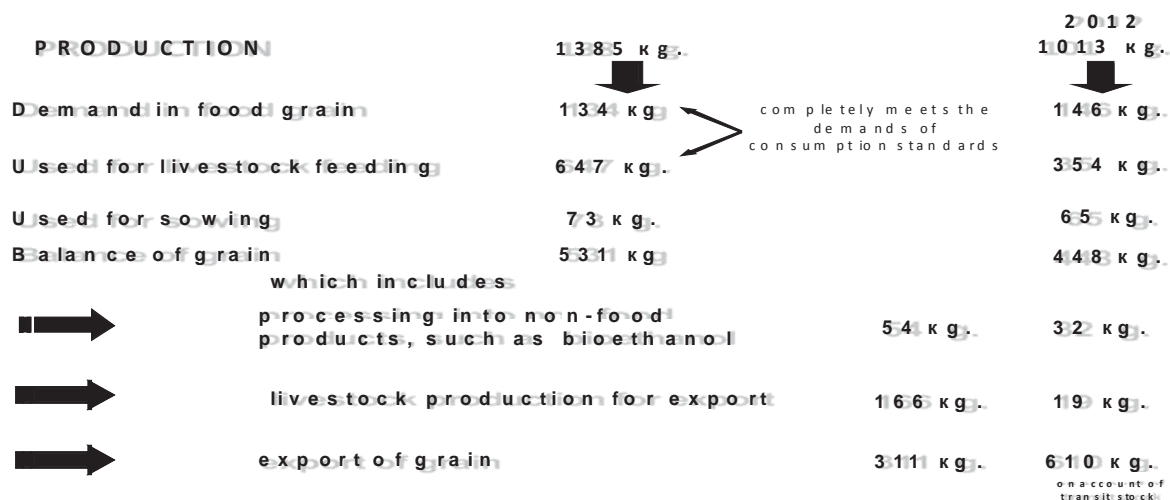 2012
PRODUCTION 1385 кg. 1013 кg.
Demand in food grain 134 кg 146 кg.
completely meets the
demands of
consumption standards
Used for livestock feeding 647 кg. 354 кg.
Used for sowing 73 кg. 65 кg.
Balance of grain 531 кg 448 кg.
which includes
processing into non-food
products, such as bioethanol 54 кg. 32 кg.
livestock production for export 166 кg. 19 кg.
export of grain 311 кg. 610 кg.
on account of
transit stock